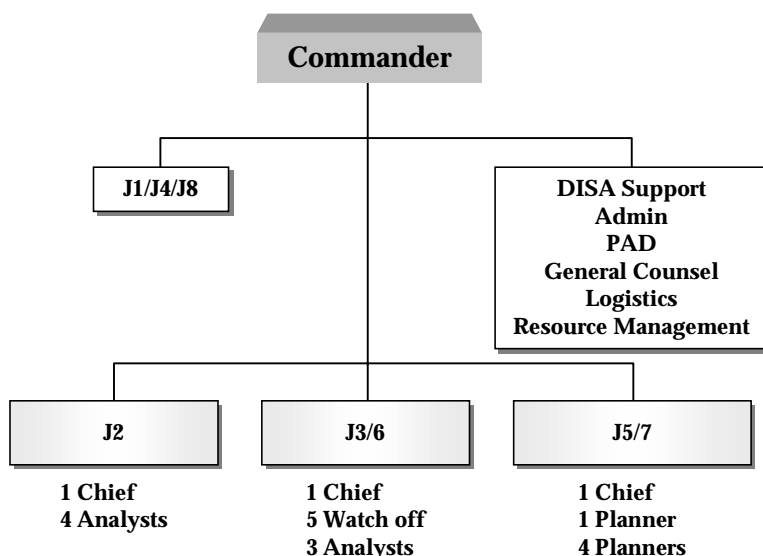 Commander
J1/J4/J8
DISA Support
Admin
PAD
General Counsel
Logistics
Resource Management
J2
J3/6
J5/7
1 Chief
4 Analysts
1 Chief
5 Watch off
3 Analysts
1 Chief
1 Planner
4 Planners